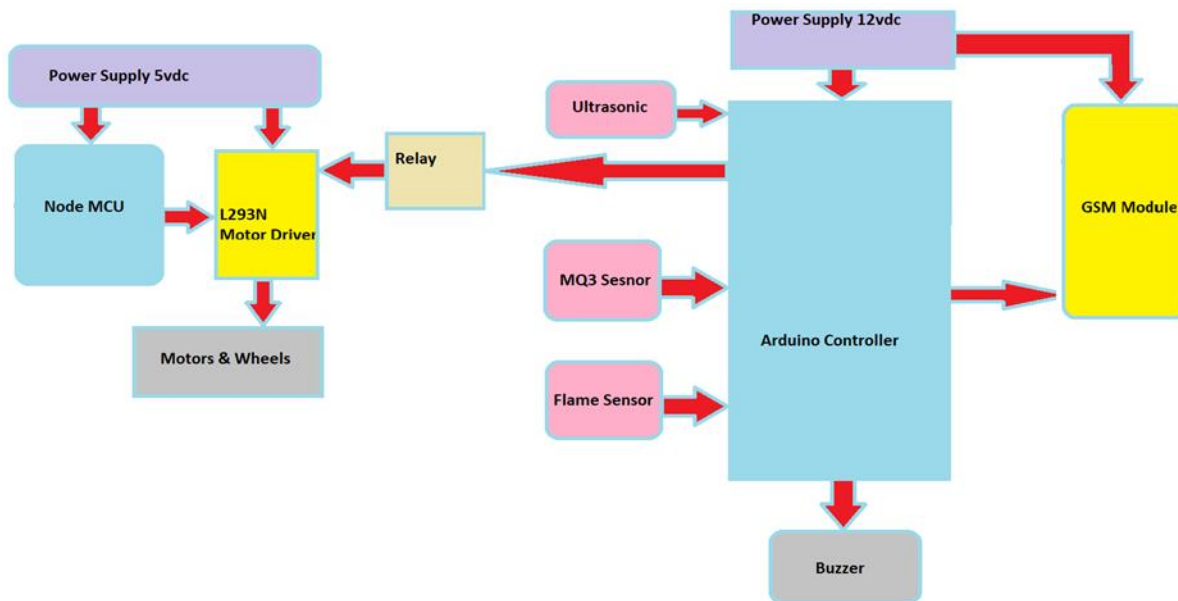 Power Supply 12vdc
Power Supply 5vdc
Ultrasonic
Relay
Node MCU
L293N
Motor Driver
GSM Module
MQ3 Sesnor
Arduino Controller
Motors & Wheels
Flame Sensor
Buzzer